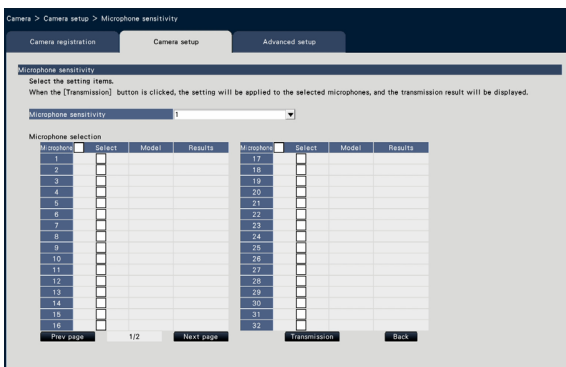 Camera > Camera setup > Microphone sensitivity
Camera registration Camera setup Advanced setup
Microphone sensitivity
Select the setting items.
When the [Transmission] button is clicked, the setting will be applied to the selected microphones, and the transmission result will be displayed.
Microphone sensitivity 1
Microphone selection
Microphone Select Model Results Microphone Select Model Results
1 17
2 18
3 19
4 20
5 21
6 22
7 23
8 24
9 25
10 26
11 27
12 28
13 29
14 30
15 31
16 32
Prev page 1/2 Next page Transmission Back